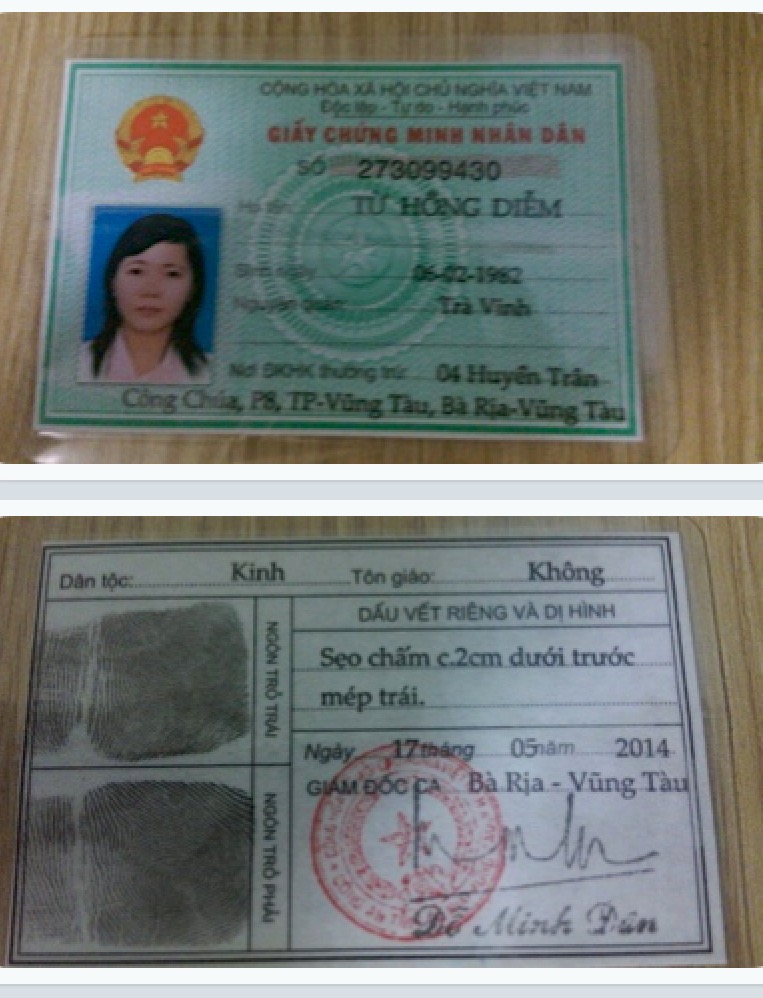 CỘNG HÒA XÃ HỘI CHỦ NGHĨA VIỆT NAM
Độc lập - Tự do - Hạnh phúc
GIẤY CHỨNG MINH NHÂN DÂN
SỐ 273099430
Họ tên: TỪ HỒNG DIỄM
Sinh ngày 06-02-1982
Nguyên quán: Trà Vinh
Nơi ĐKHK thường trú: 04 Huyền Trân
Công Chúa, P8, TP-Vũng Tàu, Bà Rịa-Vũng Tàu
Dân tộc: Kinh Tôn giáo: Không
NGÓN TRỎ TRÁI
DẤU VẾT RIÊNG VÀ DỊ HÌNH
Sẹo chấm c.2cm dưới trước
mép trái.
Ngày 17 tháng 05 năm 2014
NGÓN TRỎ PHẢI
GIÁM ĐỐC CA Bà Rịa - Vũng Tàu